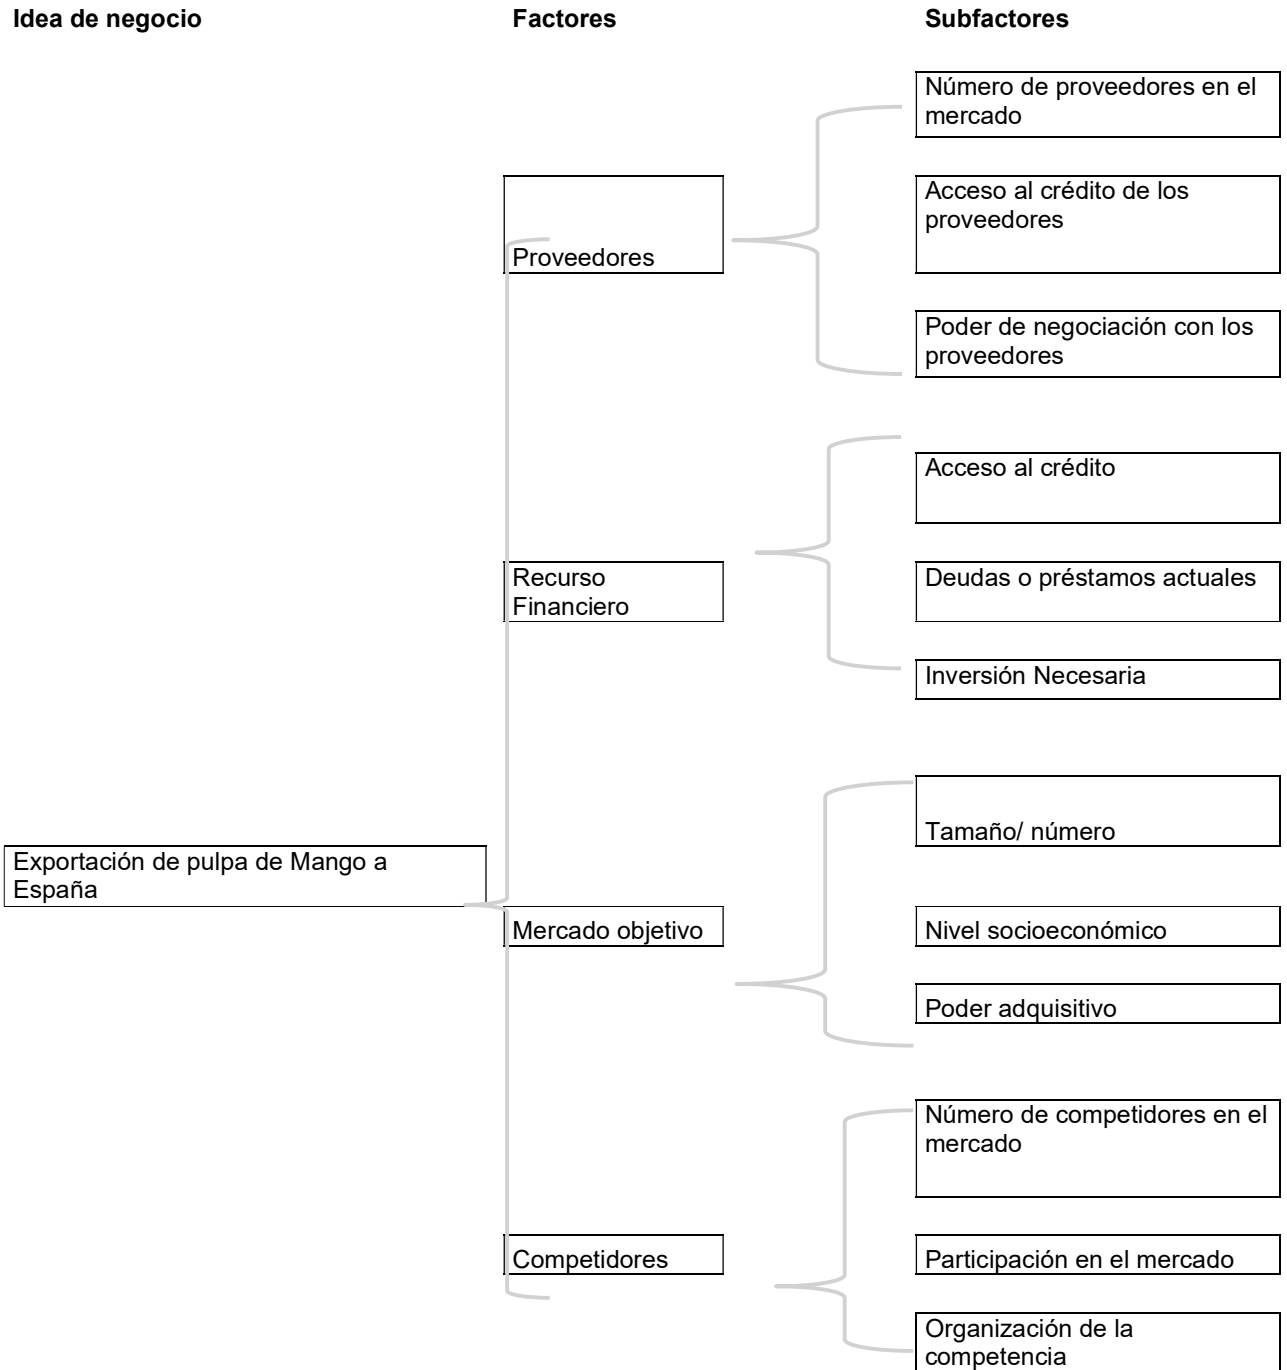 Idea de negocio
Factores
Subfactores
Número de proveedores en el
mercado
Acceso al crédito de los
proveedores
Proveedores
Poder de negociación con los
proveedores
Acceso al crédito
Recurso
Financiero
Deudas o préstamos actuales
Inversión Necesaria
Tamaño/ número
Exportación de pulpa de Mango a
España
Mercado objetivo
Nivel socioeconómico
Poder adquisitivo
Número de competidores en el
mercado
Competidores
Participación en el mercado
Organización de la
competencia